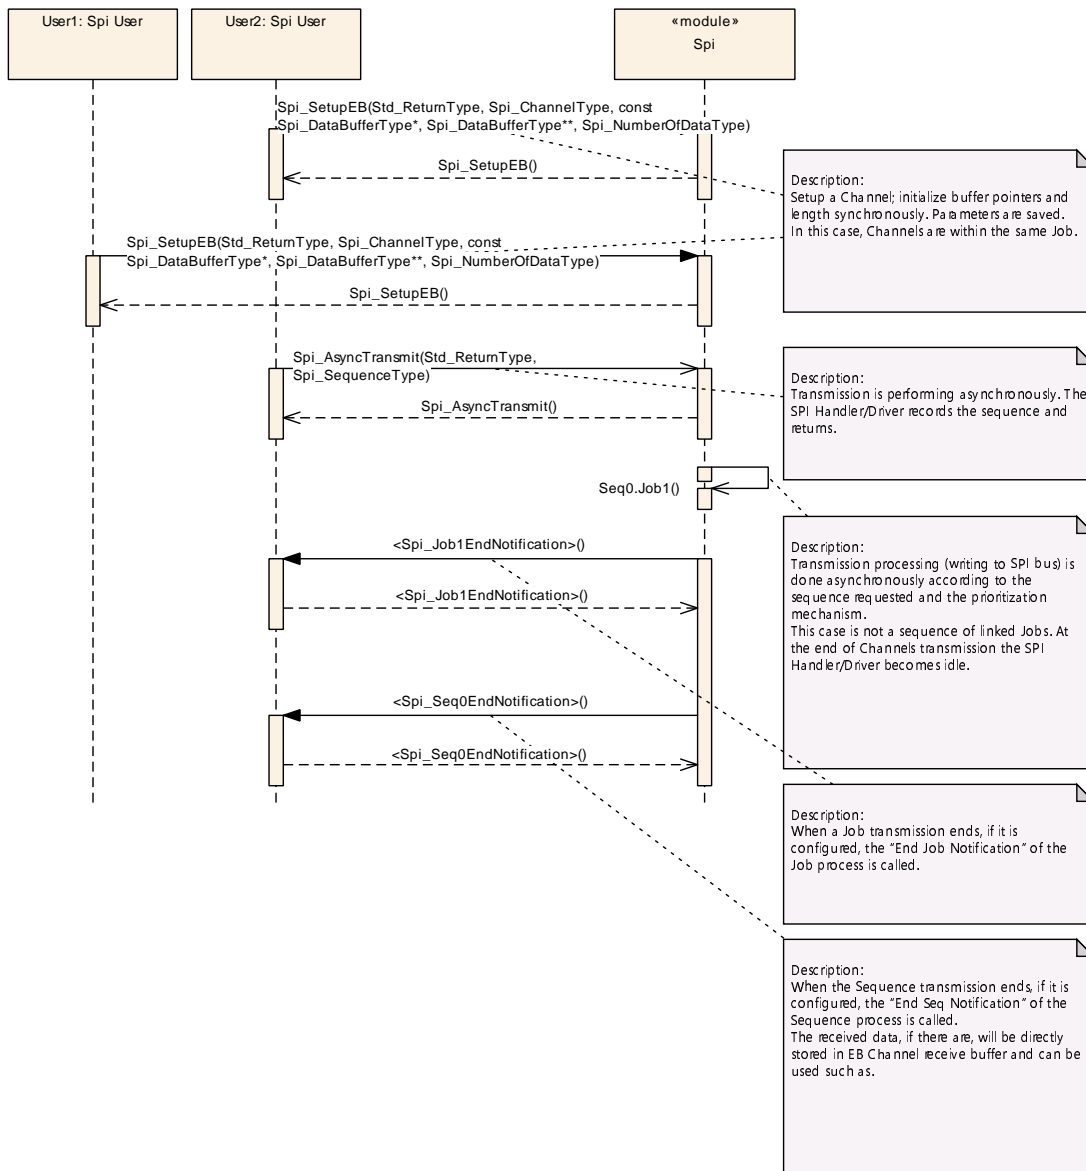 User1: Spi User
User2: Spi User
«module»
Spi
Spi_SetupEB(Std_ReturnType, Spi_ChannelType, const
Spi_DataBufferType*, Spi_DataBufferType**, Spi_NumberOfDataType)
Spi_SetupEB()
Description:
Setup a Channel; initialize buffer pointers and
length synchronously. Parameters are saved.
In this case, Channels are within the same Job.
Spi_SetupEB(Std_ReturnType, Spi_ChannelType, const
Spi_DataBufferType*, Spi_DataBufferType**, Spi_NumberOfDataType)
Spi_SetupEB()
Spi_AsyncTransmit(Std_ReturnType,
Spi_SequenceType)
Spi_AsyncTransmit()
Description:
Transmission is performing asynchronously. The
SPI Handler/Driver records the sequence and
returns.
Seq0.Job1()
Description:
Transmission processing (writing to SPI bus) is
done asynchronously according to the
sequence requested and the prioritization
mechanism.
This case is not a sequence of linked Jobs. At
the end of Channels transmission the SPI
Handler/Driver becomes idle.
<Spi_Job1EndNotification>()
<Spi_Job1EndNotification>()
<Spi_Seq0EndNotification>()
<Spi_Seq0EndNotification>()
Description:
When a Job transmission ends, if it is
configured, the “End Job Notification” of the
Job process is called.
Description:
When the Sequence transmission ends, if it is
configured, the “End Seq Notification” of the
Sequence process is called.
The received data, if there are, will be directly
stored in EB Channel receive buffer and can be
used such as.